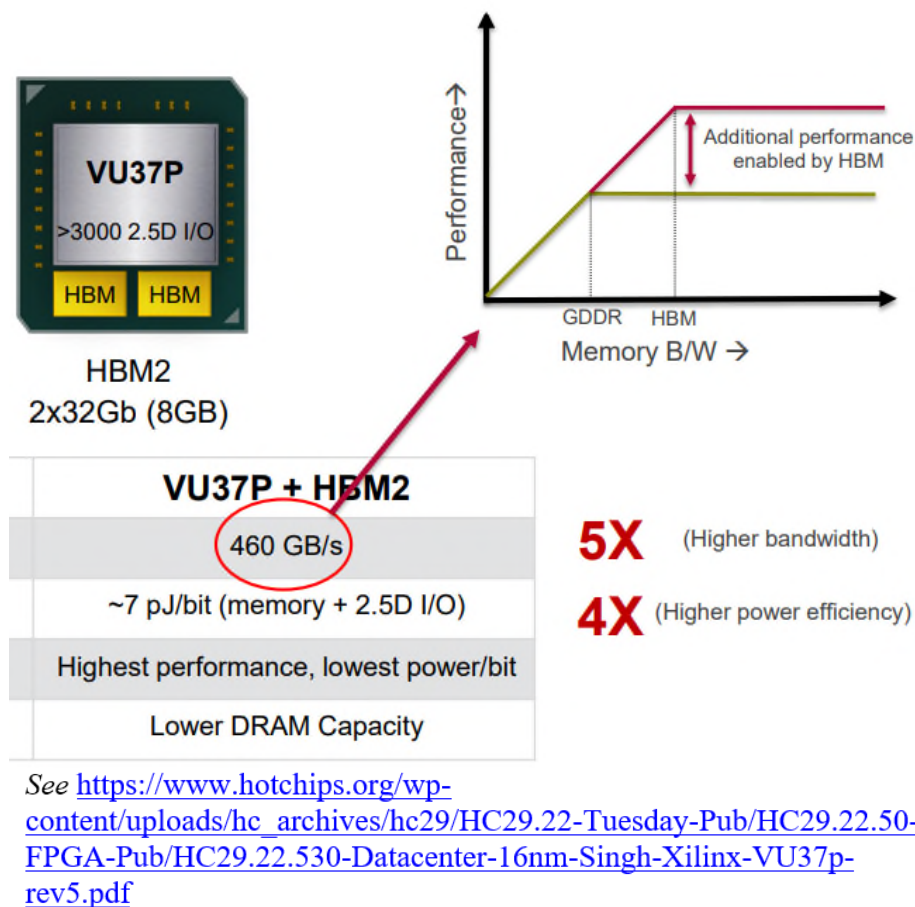 VU37P
>3000 2.5D I/O
HBM HBM
HBM2
2x32Gb (8GB)
Performance→
Additional performance
enabled by HBM
GDDR HBM
Memory B/W →
VU37P + HBM2
460 GB/s
~7 pJ/bit (memory + 2.5D I/O)
Highest performance, lowest power/bit
Lower DRAM Capacity
5X (Higher bandwidth)
4X (Higher power efficiency)
See https://www.hotchips.org/wp-
content/uploads/hc_archives/hc29/HC29.22-Tuesday-Pub/HC29.22.50-
FPGA-Pub/HC29.22.530-Datacenter-16nm-Singh-Xilinx-VU37p-
rev5.pdf